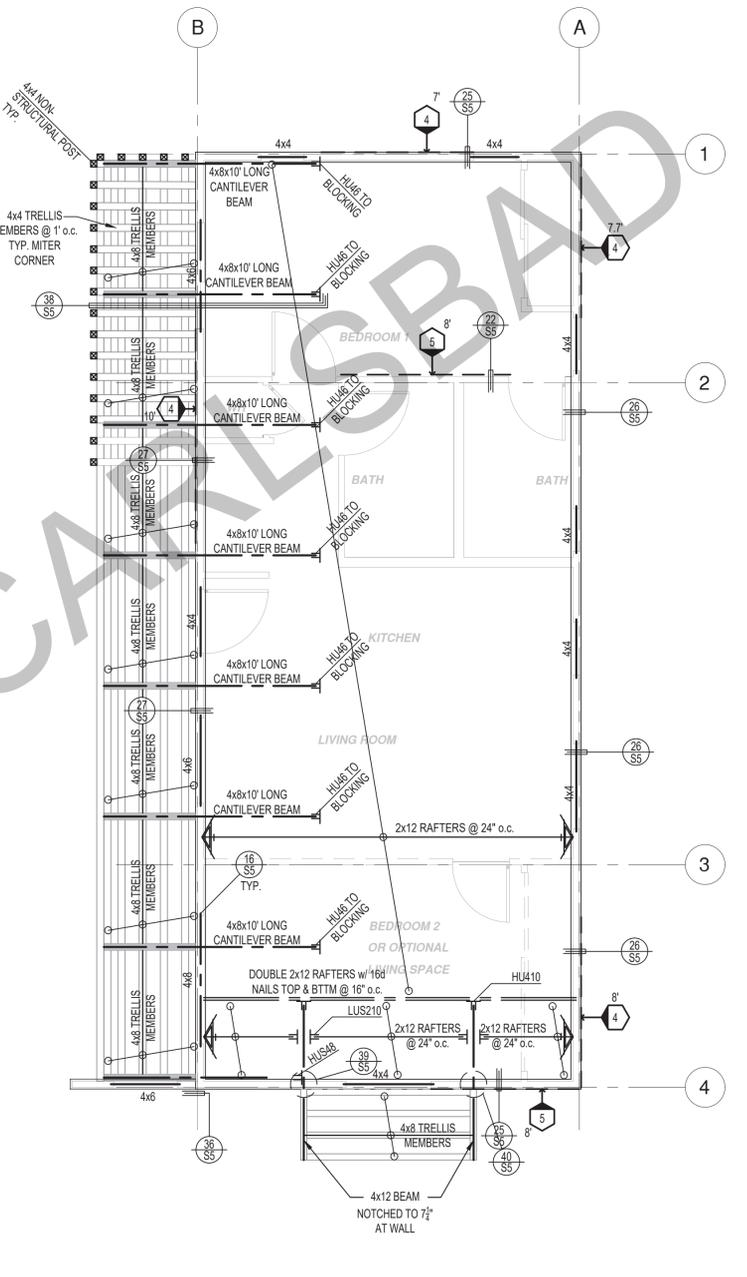 B
A
4x4 NON-
STRUCTURAL POST
TYP.
7'
4
25
S5
4x4
4x4
1
4x8x10' LONG
CANTILEVER
BEAM
HU46 TO
BLOCKING
4x4 TRELLIS
EMBERS @ 1' o.c.
TYP. MITER
CORNER
4x8 TRELLIS
MEMBERS
7.7'
4
4x6
4x8x10' LONG
CANTILEVER BEAM
HU46 TO
BLOCKING
38
S5
BEDROOM 1
8'
5
22
S5
4x4
4x8 TRELLIS
MEMBERS
2
4
10'
4x8x10' LONG
CANTILEVER BEAM
HU46 TO
BLOCKING
26
S5
27
S5
BATH
BATH
4x8 TRELLIS
MEMBERS
4x8x10' LONG
CANTILEVER BEAM
HU46 TO
BLOCKING
4x4
CARLSBAD
4x8 TRELLIS
MEMBERS
4x4
KITCHEN
4x4
4x8x10' LONG
CANTILEVER BEAM
HU46 TO
BLOCKING
27
S5
LIVING ROOM
4x8 TRELLIS
MEMBERS
4x6
26
S5
4x4
4x8x10' LONG
CANTILEVER BEAM
HU46 TO
BLOCKING
2x12 RAFTERS @ 24" o.c.
16
S5
TYP.
3
4x8 TRELLIS
MEMBERS
4x8x10' LONG
CANTILEVER BEAM
HU46 TO
BLOCKING
BEDROOM 2
OR OPTIONAL
LIVING SPACE
26
S5
4x8
DOUBLE 2x12 RAFTERS w/ 16d
NAILS TOP & BTTM @ 16" o.c.
HU410
4x8 TRELLIS
MEMBERS
LUS210
8'
4
2x12 RAFTERS
@ 24" o.c.
2x12 RAFTERS
@ 24" o.c.
HUS48
39
S5
4x4
4
4x6
36
S5
4x8 TRELLIS
MEMBERS
25
S5
40
S5
8'
5
4x12 BEAM
NOTCHED TO 7¼"
AT WALL